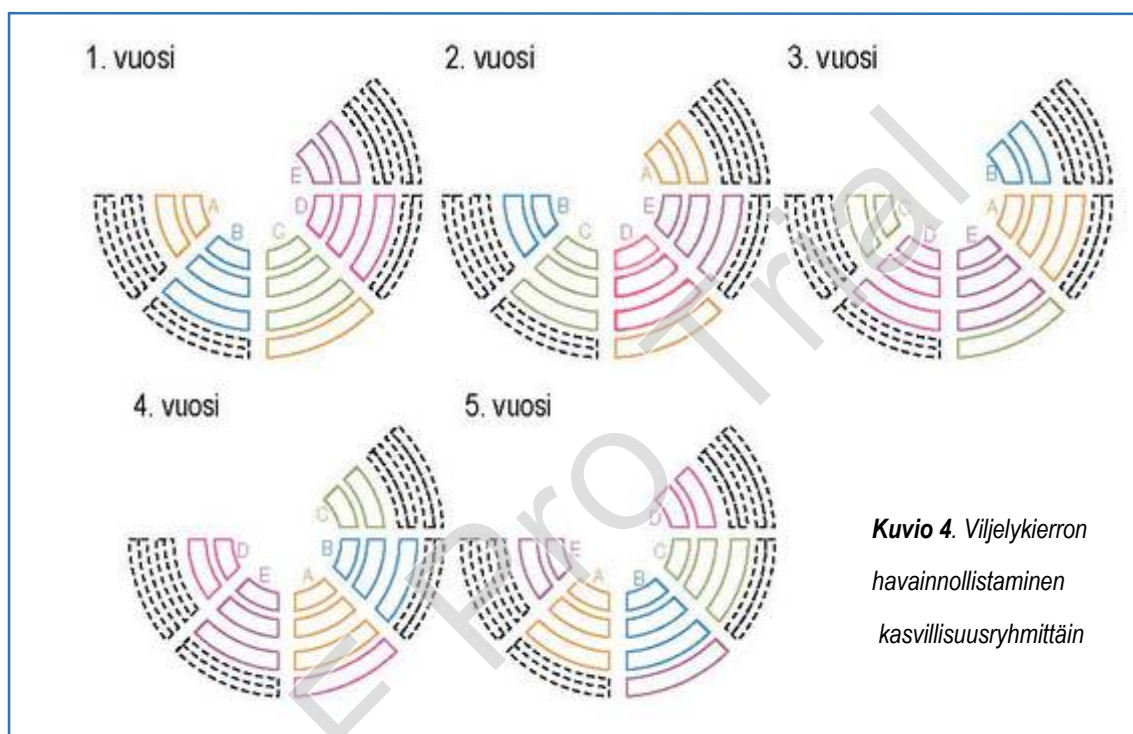 1. vuosi
2. vuosi
3. vuosi
A
B
C
D
E
B
C
D
E
A
C
D
E
A
B
4. vuosi
5. vuosi
D
E
A
B
C
E
A
B
C
D
Kuvio 4. Viljelykierron
havainnollistaminen
kasvillisuusryhmittäin
E Pro Trial